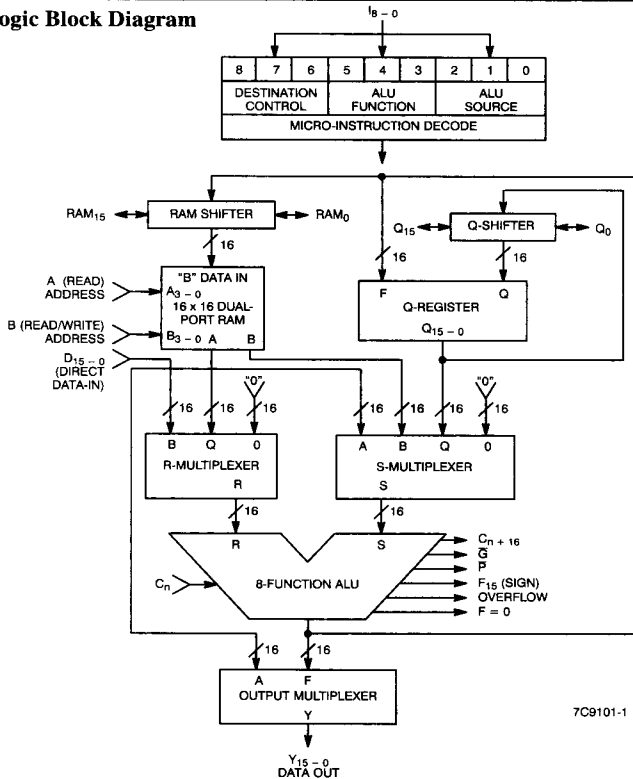 ogic Block Diagram
I8 – 0
8 7 6 5 4 3 2 1 0
DESTINATION CONTROL
ALU FUNCTION
ALU SOURCE
MICRO-INSTRUCTION DECODE
RAM15
RAM SHIFTER
RAM0
Q15
Q-SHIFTER
Q0
16
16
16
A (READ) ADDRESS
"B" DATA IN
A3 – 0
16 x 16 DUAL-
PORT RAM
B (READ/WRITE) ADDRESS
B3 – 0 A B
F Q
Q-REGISTER
Q15 – 0
D15 – 0
(DIRECT
DATA-IN)
"0"
"0"
16 16 16 16 16 16 16
B Q 0
R-MULTIPLEXER
R
A B Q 0
S-MULTIPLEXER
S
16
16
R S
Cn
8-FUNCTION ALU
Cn + 16
G̅
P̅
F15 (SIGN)
OVERFLOW
F = 0
16 16
A F
OUTPUT MULTIPLEXER
Y
7C9101-1
Y15 – 0
DATA OUT